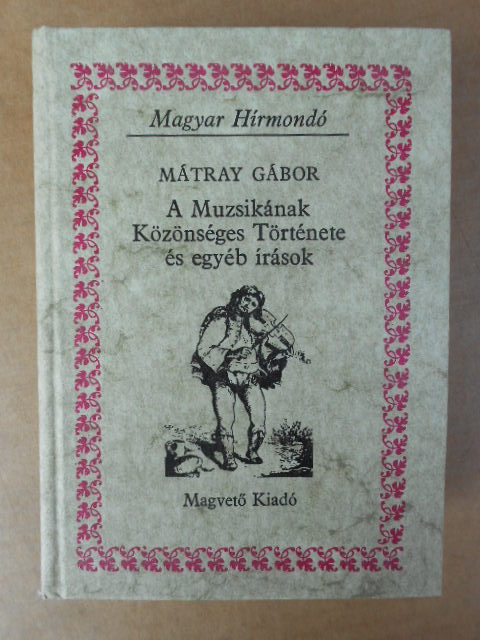 Magyar Hírmondó
MÁTRAY GÁBOR
A Muzsikának
Közönséges Története
és egyéb írások
Magvető Kiadó